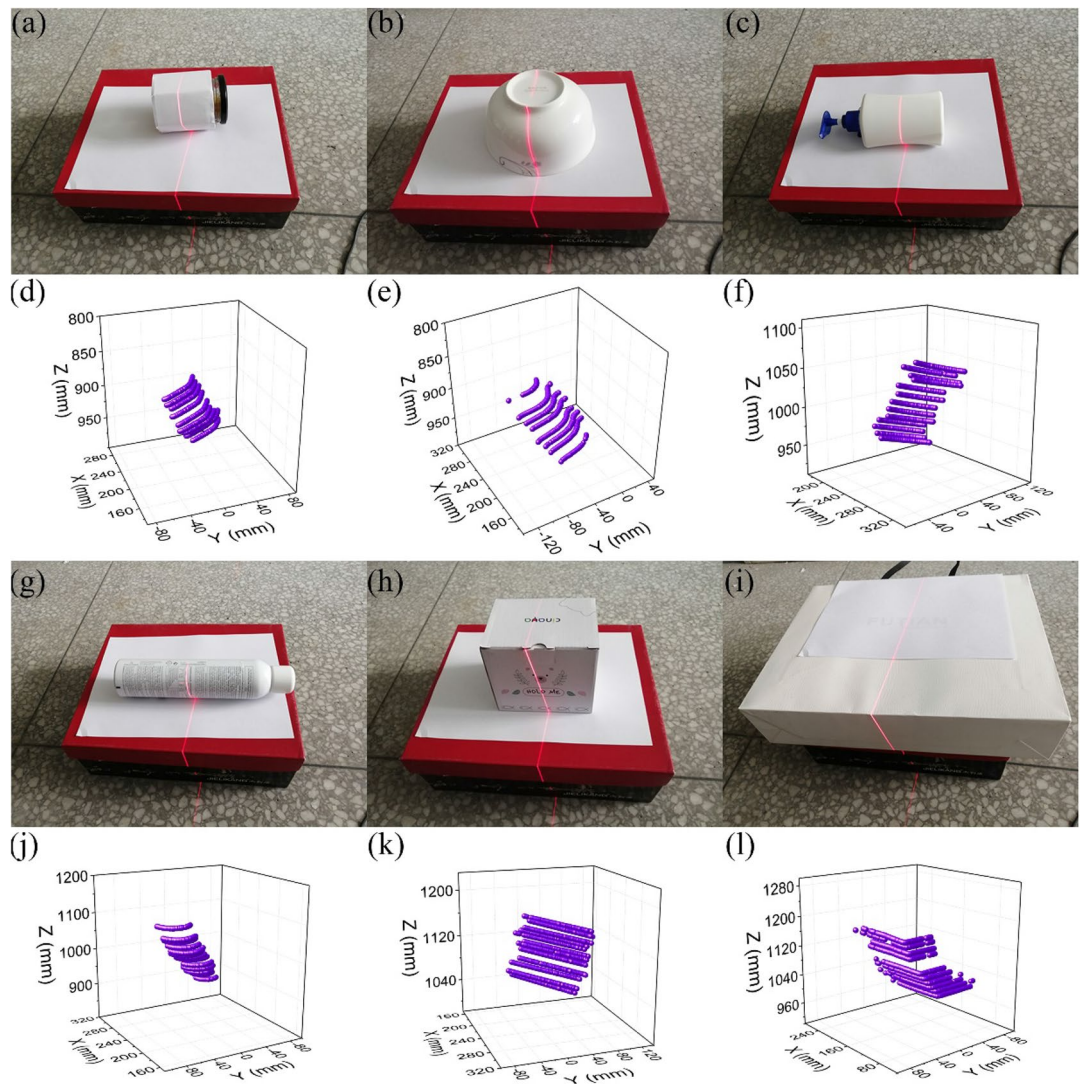 (a)
(b)
(c)
(d)
(e)
(f)
800
850
900
950
Z (mm)
280
240
200
160
X (mm)
-80
-40
0
40
80
Y (mm)
800
850
900
950
Z (mm)
320
280
240
200
160
X (mm)
-120
-80
-40
0
40
Y (mm)
1100
1050
1000
950
Z (mm)
200
240
280
320
X (mm)
-40
0
40
80
120
Y (mm)
(g)
(h)
(i)
HOLD ME
(j)
(k)
(l)
1200
1100
1000
900
Z (mm)
320
280
240
200
160
X (mm)
80
40
0
-40
-80
Y (mm)
1200
1120
1040
Z (mm)
160
200
240
280
320
X (mm)
-80
-40
0
40
80
120
Y (mm)
1280
1200
1120
1040
960
Z (mm)
240
160
80
X (mm)
80
40
0
-40
-80
Y (mm)